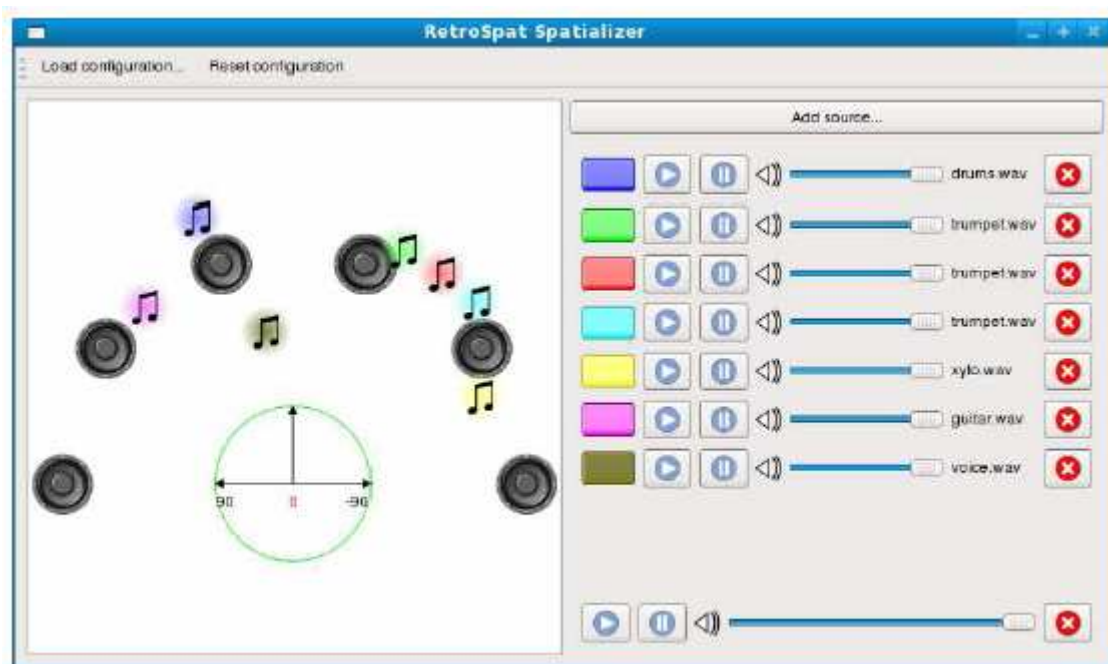 RetroSpat Spatializer
Load configuration... Reset configuration
Add source...
drums.wav
trumpet.wav
trumpet.wav
trumpet.wav
xylo.wav
guitar.wav
voice.wav
90 0 -90